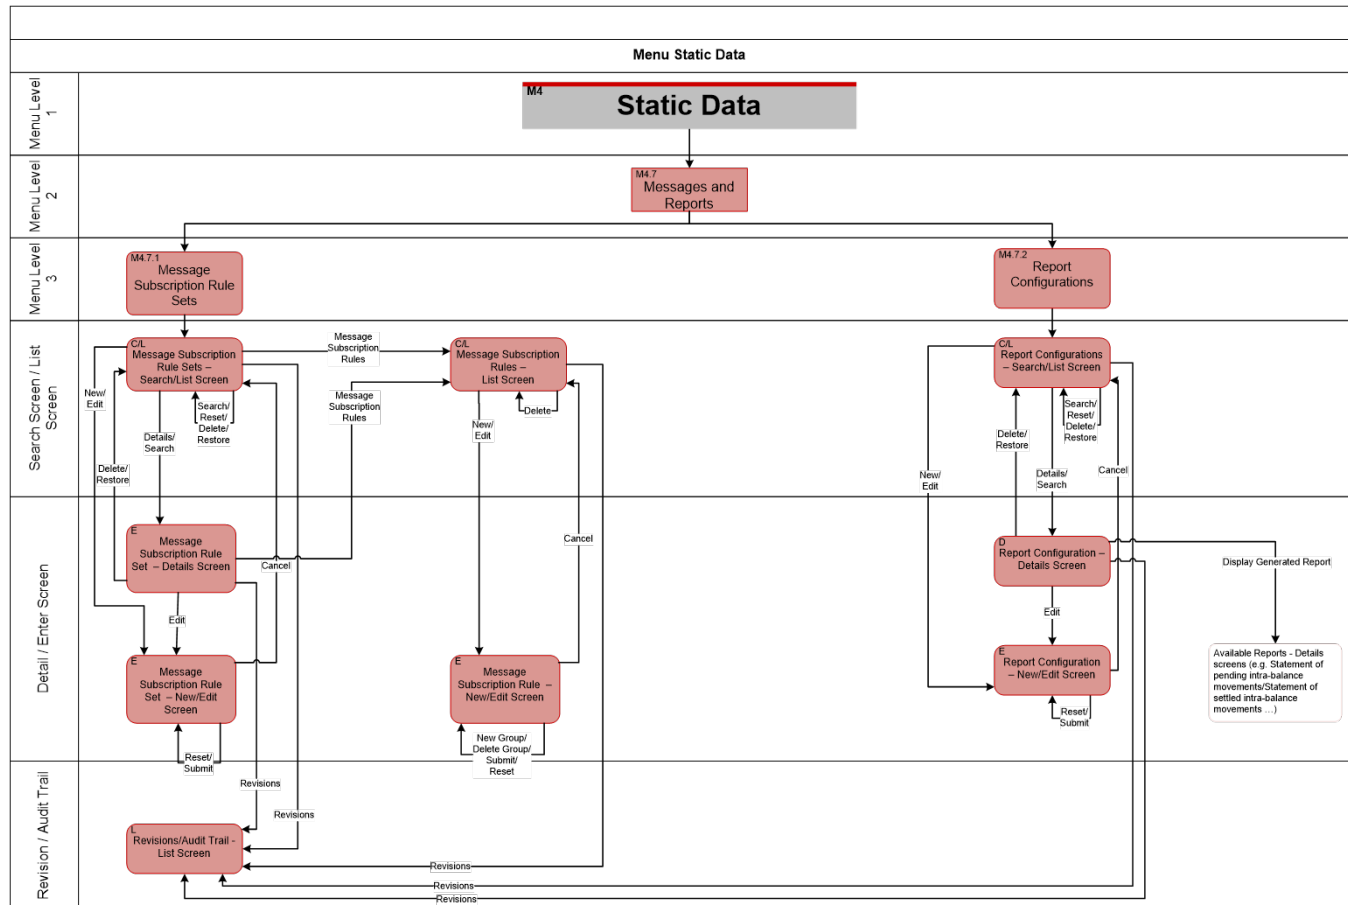 Menu Static Data
Menu Level
1
M4
Static Data
Menu Level
2
M4.7
Messages and
Reports
Menu Level
3
M4.7.1
Message
Subscription Rule
Sets
M4.7.2
Report
Configurations
Search Screen / List
Screen
C/L
Message Subscription
Rule Sets –
Search/List Screen
Message
Subscription
Rules
C/L
Message Subscription
Rules –
List Screen
C/L
Report Configurations
– Search/List Screen
New/
Edit
Search/
Reset/
Delete/
Restore
Message
Subscription
Rules
Delete
Search/
Reset/
Delete/
Restore
Details/
Search
New/
Edit
Delete/
Restore
Delete/
Restore
Details/
Search
Cancel
New/
Edit
Detail / Enter Screen
E
Message
Subscription Rule
Set – Details Screen
Cancel
Cancel
D
Report Configuration –
Details Screen
Display Generated Report
Edit
Edit
E
Message
Subscription Rule
Set – New/Edit
Screen
E
Message
Subscription Rule –
New/Edit Screen
E
Report Configuration
– New/Edit Screen
Available Reports - Details
screens (e.g. Statement of
pending intra-balance
movements/Statement of
settled intra-balance
movements ...)
Reset/
Submit
New Group/
Delete Group/
Submit/
Reset
Reset/
Submit
Revision / Audit Trail
Revisions
Revisions
L
Revisions/Audit Trail -
List Screen
Revisions
Revisions
Revisions